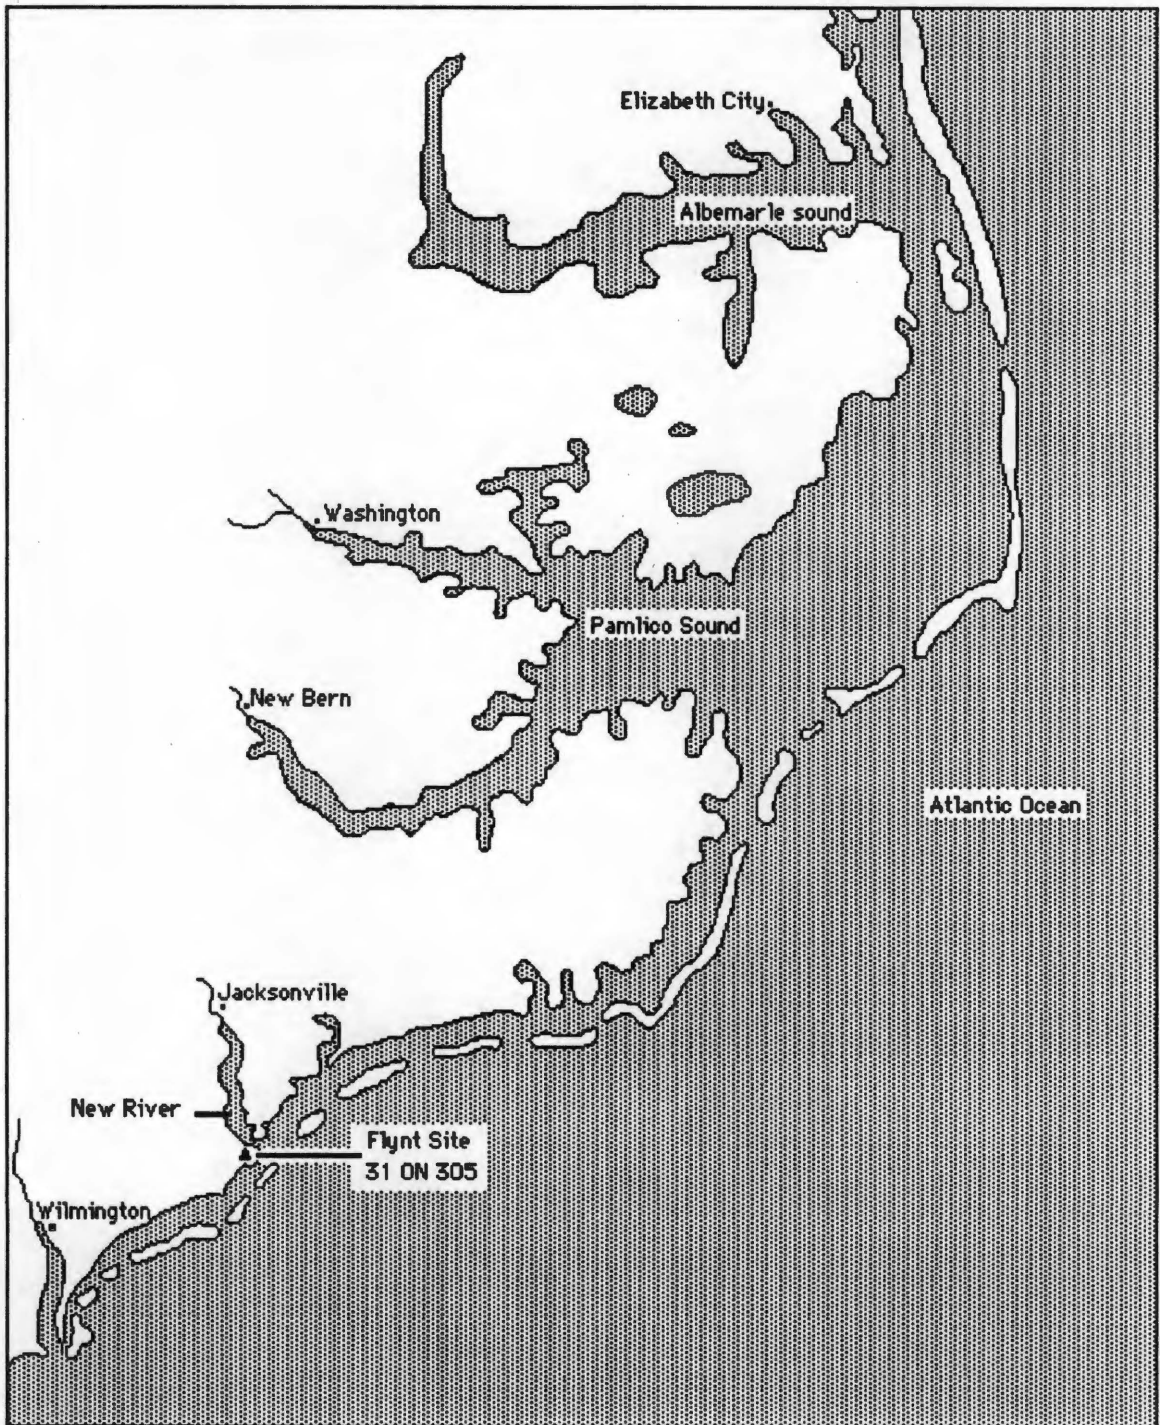 Elizabeth City
Albemarle sound
Washington
Pamlico Sound
New Bern
Atlantic Ocean
Jacksonville
New River
Flynt Site
31 ON 305
Wilmington